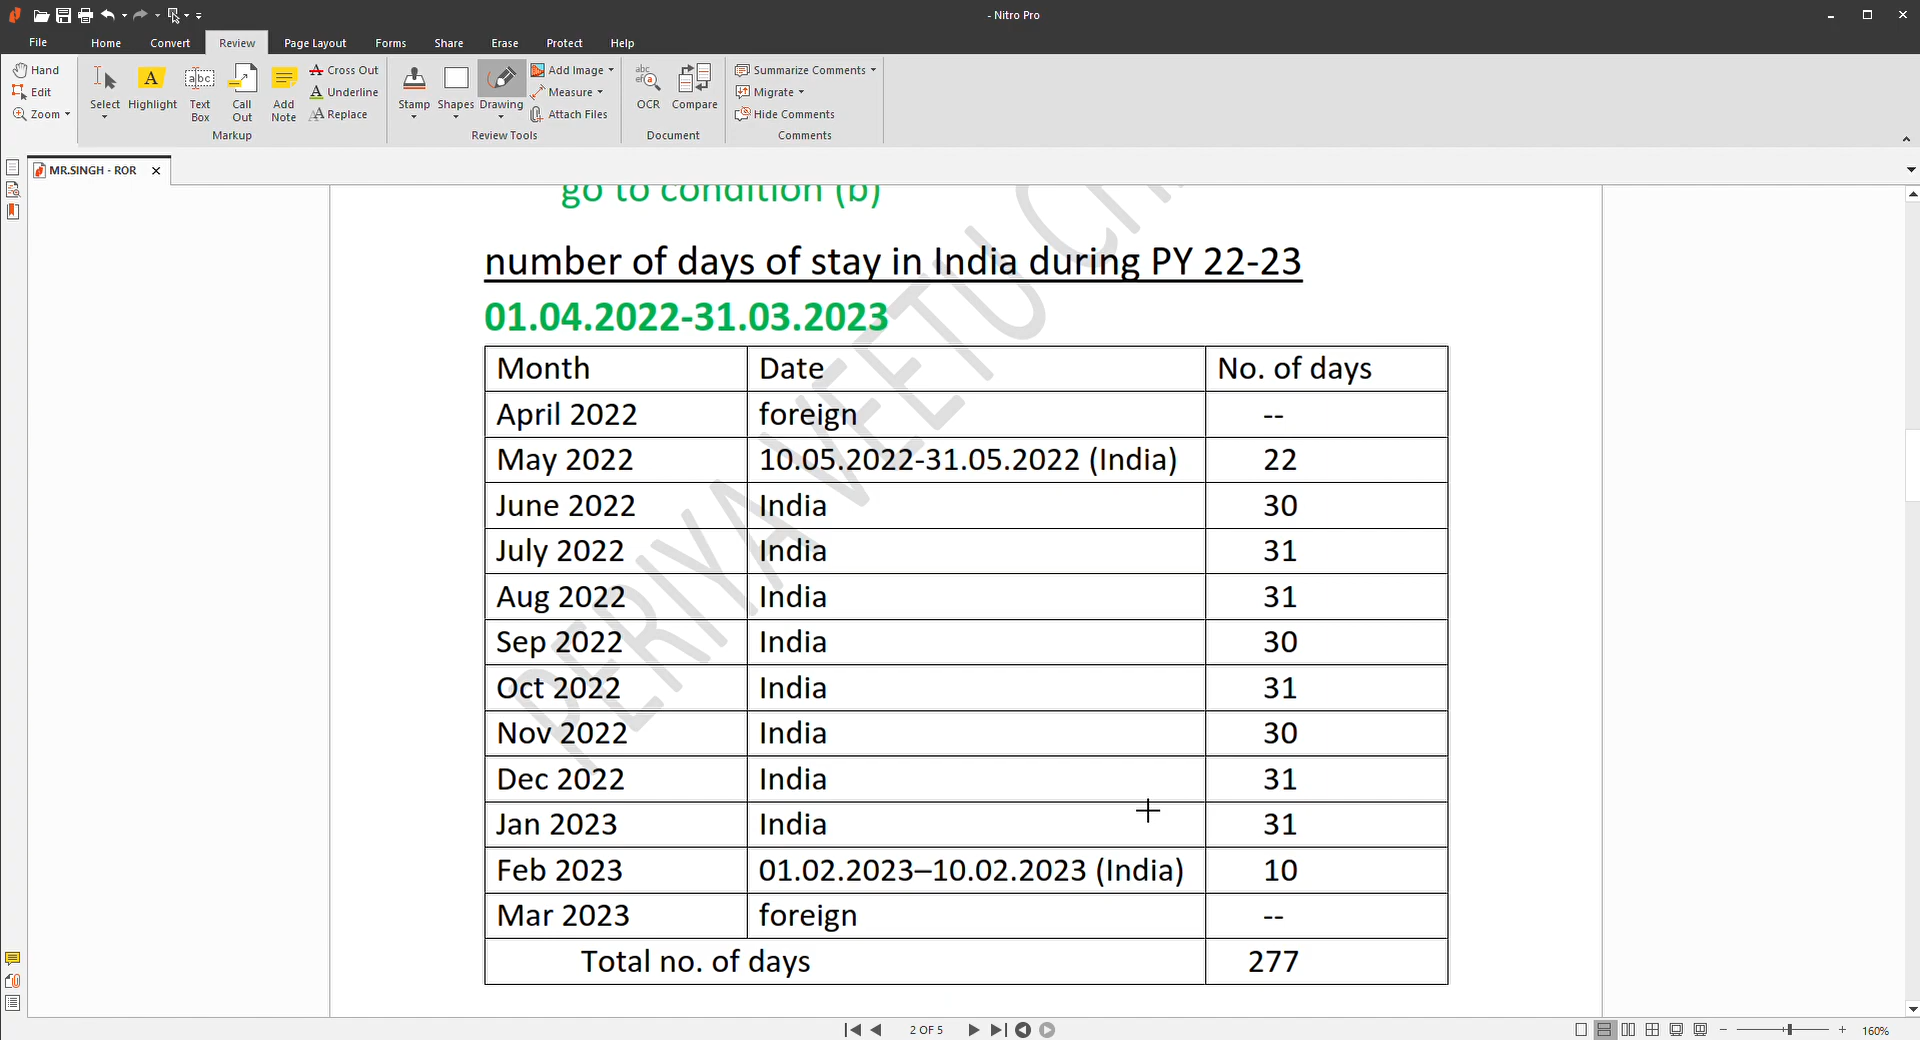 - Nitro Pro
File Home Convert Review Page Layout Forms Share Erase Protect Help
Hand
Edit
Zoom
Select
Highlight
Text Box
Call Out
Add Note
Cross Out
Underline
Replace
Markup
Stamp
Shapes
Drawing
Add Image
Measure
Attach Files
Review Tools
OCR
Compare
Document
Summarize Comments
Migrate
Hide Comments
Comments
MR.SINGH - ROR
go to condition (b)
number of days of stay in India during PY 22-23
01.04.2022-31.03.2023
Month Date No. of days
April 2022 foreign --
May 2022 10.05.2022-31.05.2022 (India) 22
June 2022 India 30
July 2022 India 31
Aug 2022 India 31
Sep 2022 India 30
Oct 2022 India 31
Nov 2022 India 30
Dec 2022 India 31
Jan 2023 India 31
Feb 2023 01.02.2023–10.02.2023 (India) 10
Mar 2023 foreign --
Total no. of days 277
PERIYA VEETU
2 OF 5
160%